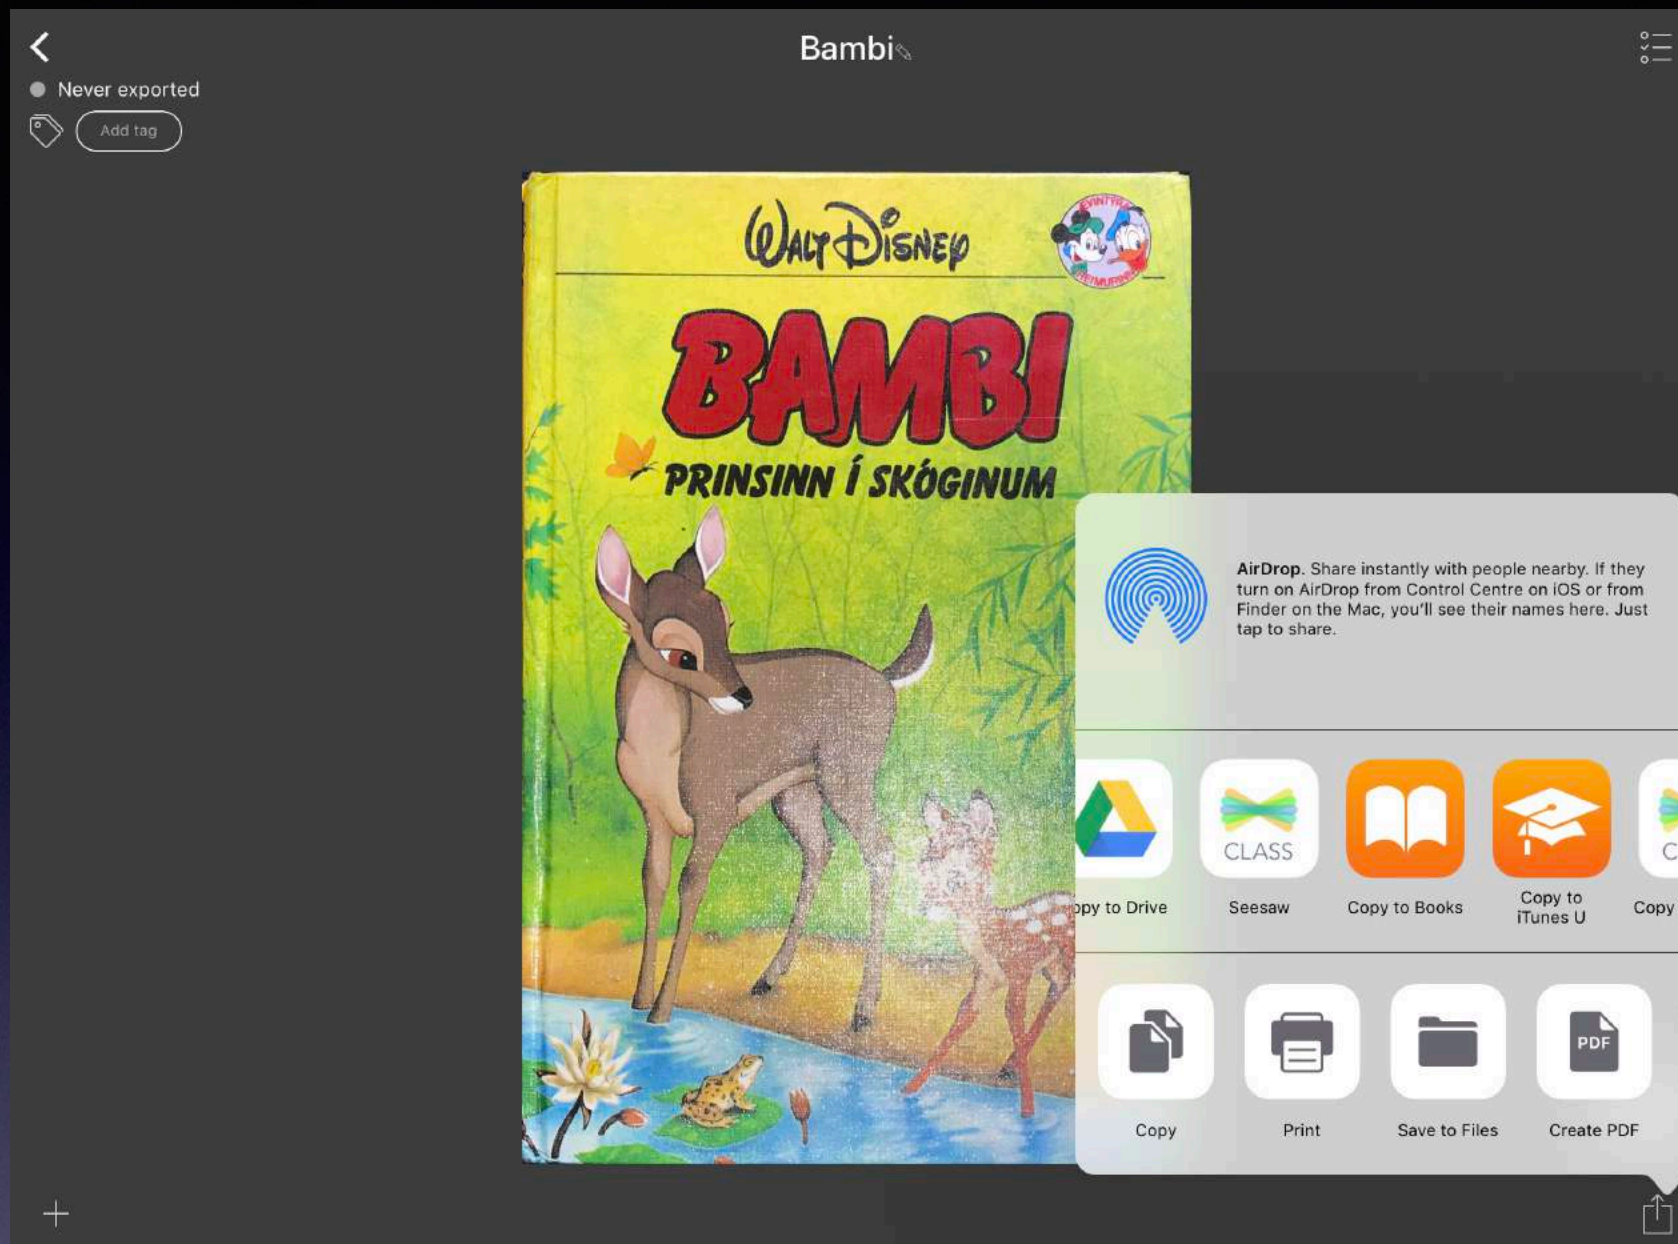 Bambi
Never exported
Add tag
WALT DISNEY
ÆVINTÝRA
HEIMURINN
BAMBI
PRINSINN Í SKÓGINUM
AirDrop. Share instantly with people nearby. If they
turn on AirDrop from Control Centre on iOS or from
Finder on the Mac, you'll see their names here. Just
tap to share.
CLASS
opy to Drive
Seesaw
Copy to Books
Copy to
iTunes U
C
Copy
PDF
Copy
Print
Save to Files
Create PDF